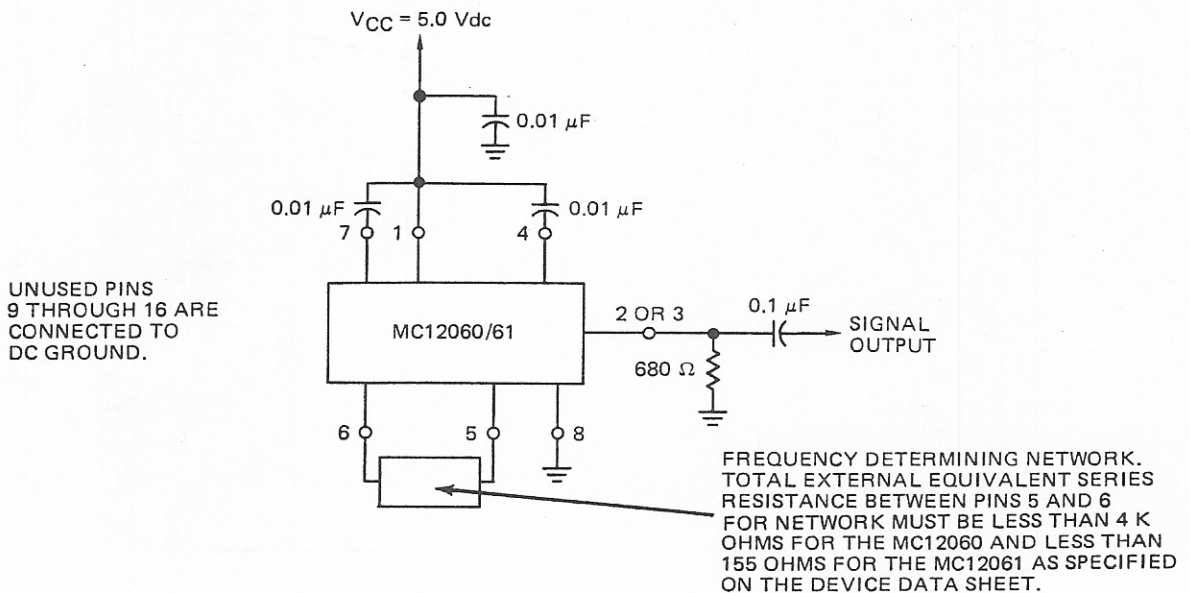 VCC = 5.0 Vdc
0.01 µF
0.01 µF
0.01 µF
7
1
4
UNUSED PINS
9 THROUGH 16 ARE
CONNECTED TO
DC GROUND.
MC12060/61
2 OR 3
0.1 µF
SIGNAL
OUTPUT
680 Ω
6
5
8
FREQUENCY DETERMINING NETWORK.
TOTAL EXTERNAL EQUIVALENT SERIES
RESISTANCE BETWEEN PINS 5 AND 6
FOR NETWORK MUST BE LESS THAN 4 K
OHMS FOR THE MC12060 AND LESS THAN
155 OHMS FOR THE MC12061 AS SPECIFIED
ON THE DEVICE DATA SHEET.